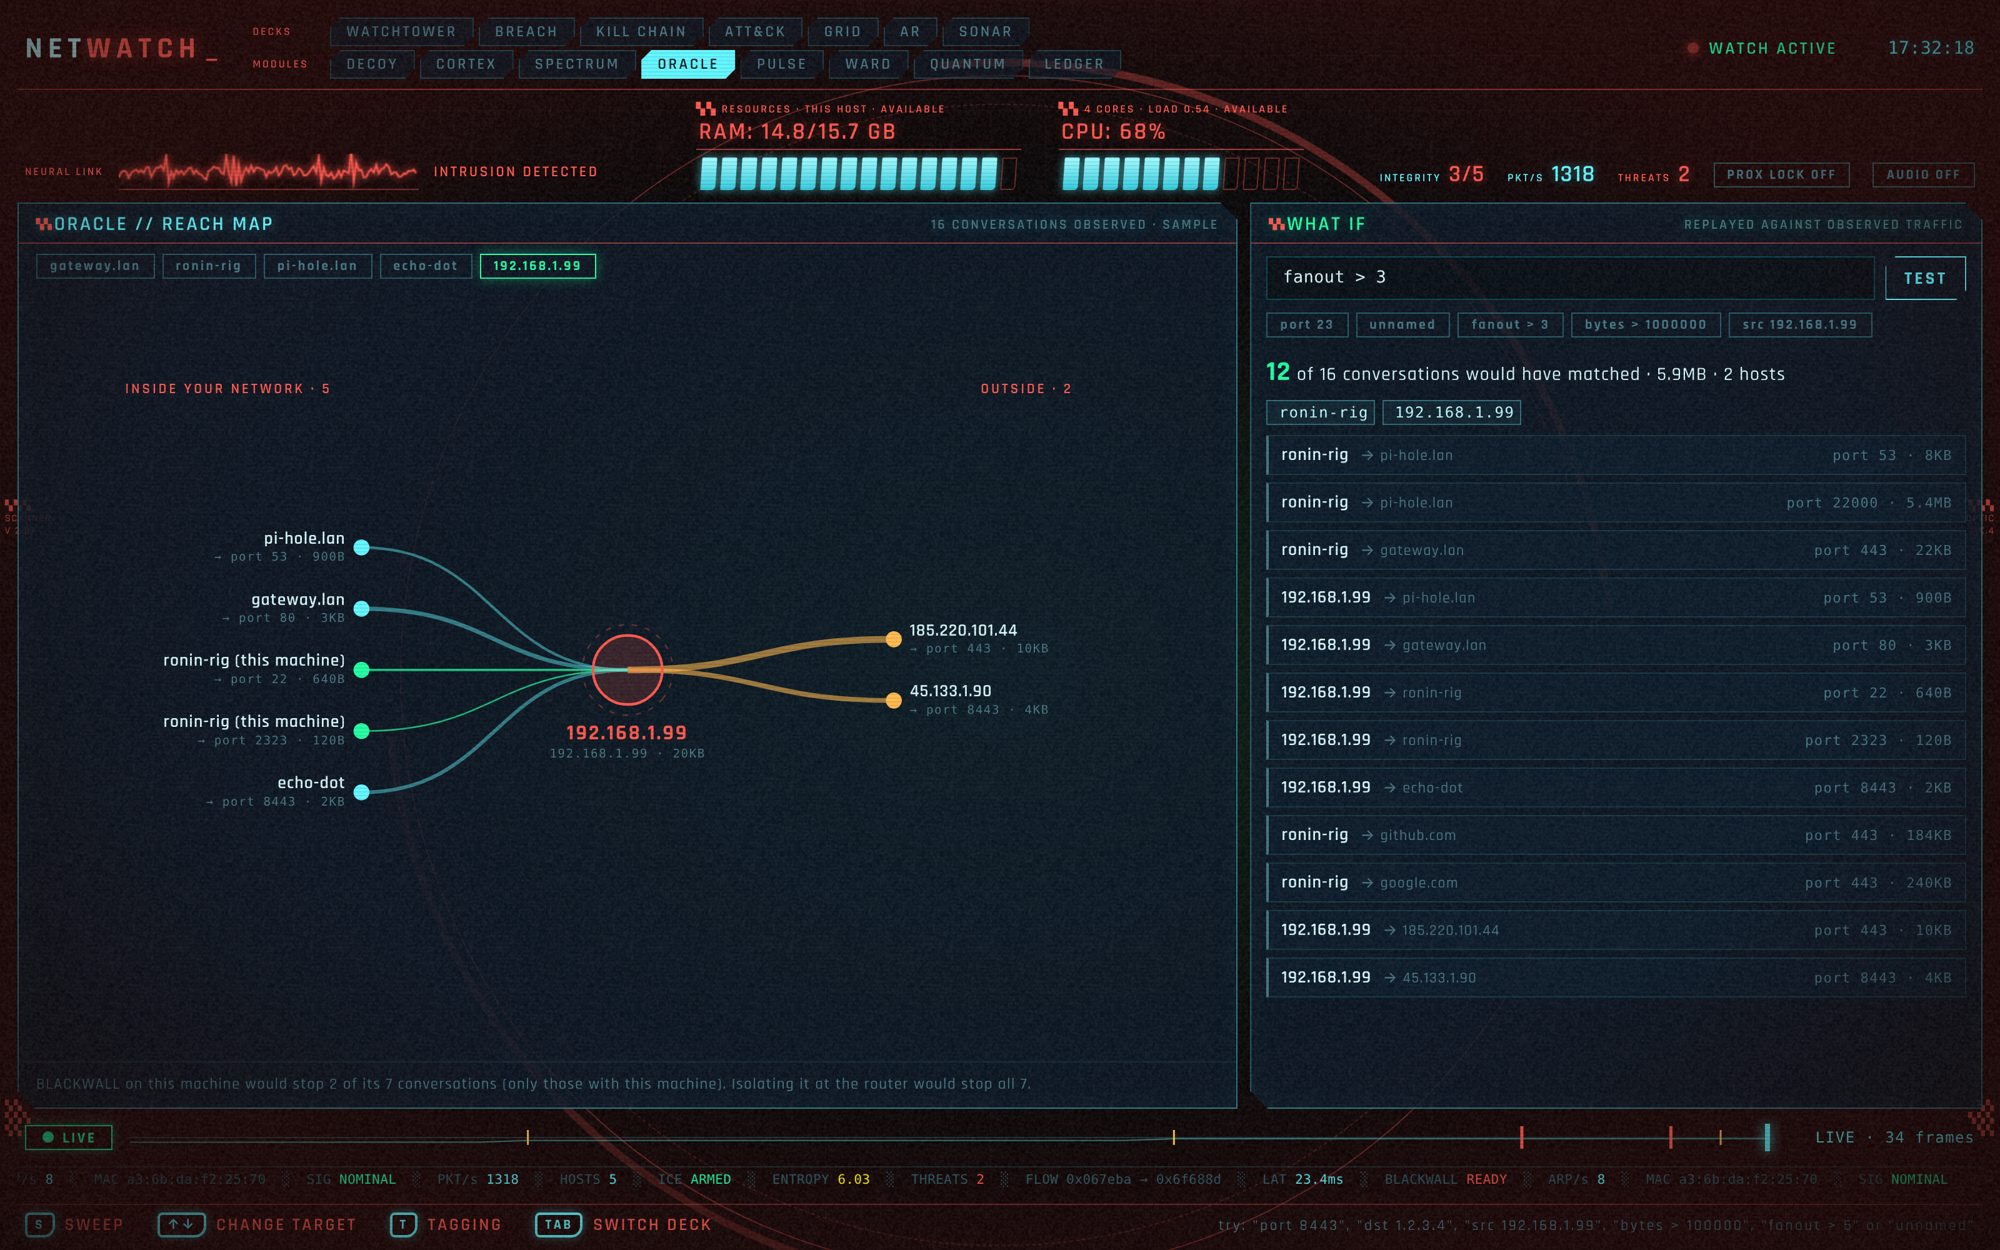 NETWATCH_
DECKS WATCHTOWER BREACH KILL CHAIN ATT&CK GRID AR SONAR
MODULES DECOY CORTEX SPECTRUM ORACLE PULSE WARD QUANTUM LEDGER
WATCH ACTIVE 17:32:18
NEURAL LINK INTRUSION DETECTED
RESOURCES · THIS HOST · AVAILABLE
RAM: 14.8/15.7 GB
4 CORES · LOAD 0.54 · AVAILABLE
CPU: 68%
INTEGRITY 3/5 PKT/S 1318 THREATS 2 PROX LOCK OFF AUDIO OFF
ORACLE // REACH MAP 16 CONVERSATIONS OBSERVED · SAMPLE
gateway.lan ronin-rig pi-hole.lan echo-dot 192.168.1.99
INSIDE YOUR NETWORK · 5 OUTSIDE · 2
pi-hole.lan
→ port 53 · 900B
gateway.lan
→ port 80 · 3KB
ronin-rig (this machine)
→ port 22 · 640B
ronin-rig (this machine)
→ port 2323 · 120B
echo-dot
→ port 8443 · 2KB
192.168.1.99
192.168.1.99 · 20KB
185.220.101.44
→ port 443 · 10KB
45.133.1.90
→ port 8443 · 4KB
BLACKWALL on this machine would stop 2 of its 7 conversations (only those with this machine). Isolating it at the router would stop all 7.
WHAT IF REPLAYED AGAINST OBSERVED TRAFFIC
fanout > 3 TEST
port 23 unnamed fanout > 3 bytes > 1000000 src 192.168.1.99
12 of 16 conversations would have matched · 5.9MB · 2 hosts
ronin-rig 192.168.1.99
ronin-rig → pi-hole.lan port 53 · 8KB
ronin-rig → pi-hole.lan port 22000 · 5.4MB
ronin-rig → gateway.lan port 443 · 22KB
192.168.1.99 → pi-hole.lan port 53 · 900B
192.168.1.99 → gateway.lan port 80 · 3KB
192.168.1.99 → ronin-rig port 22 · 640B
192.168.1.99 → ronin-rig port 2323 · 120B
192.168.1.99 → echo-dot port 8443 · 2KB
ronin-rig → github.com port 443 · 184KB
ronin-rig → google.com port 443 · 240KB
192.168.1.99 → 185.220.101.44 port 443 · 10KB
192.168.1.99 → 45.133.1.90 port 8443 · 4KB
LIVE LIVE · 34 frames
/s 8 MAC a3:6b:da:f2:25:70 SIG NOMINAL PKT/s 1318 HOSTS 5 ICE ARMED ENTROPY 6.03 THREATS 2 FLOW 0x067eba → 0x6f688d LAT 23.4ms BLACKWALL READY ARP/s 8 MAC a3:6b:da:f2:25:70 SIG NOMINAL
S SWEEP ↑↓ CHANGE TARGET T TAGGING TAB SWITCH DECK
try: "port 8443", "dst 1.2.3.4", "src 192.168.1.99", "bytes > 100000", "fanout > 5" or "unnamed"